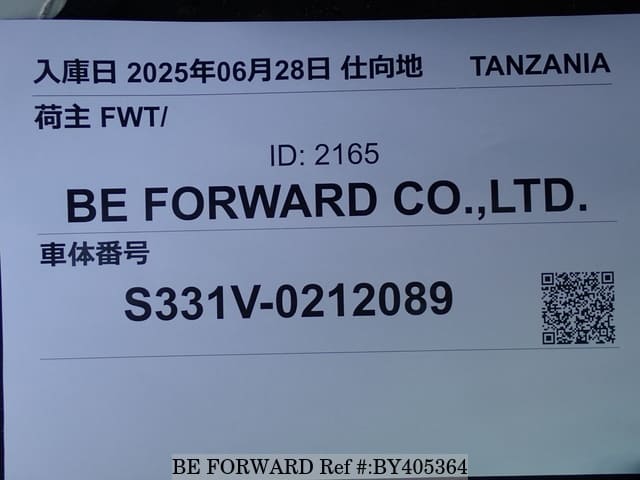 入庫日 2025年06月28日 仕向地 TANZANIA
荷主 FWT/
ID: 2165
BE FORWARD CO.,LTD.
車体番号
S331V-0212089
BE FORWARD Ref #:BY405364